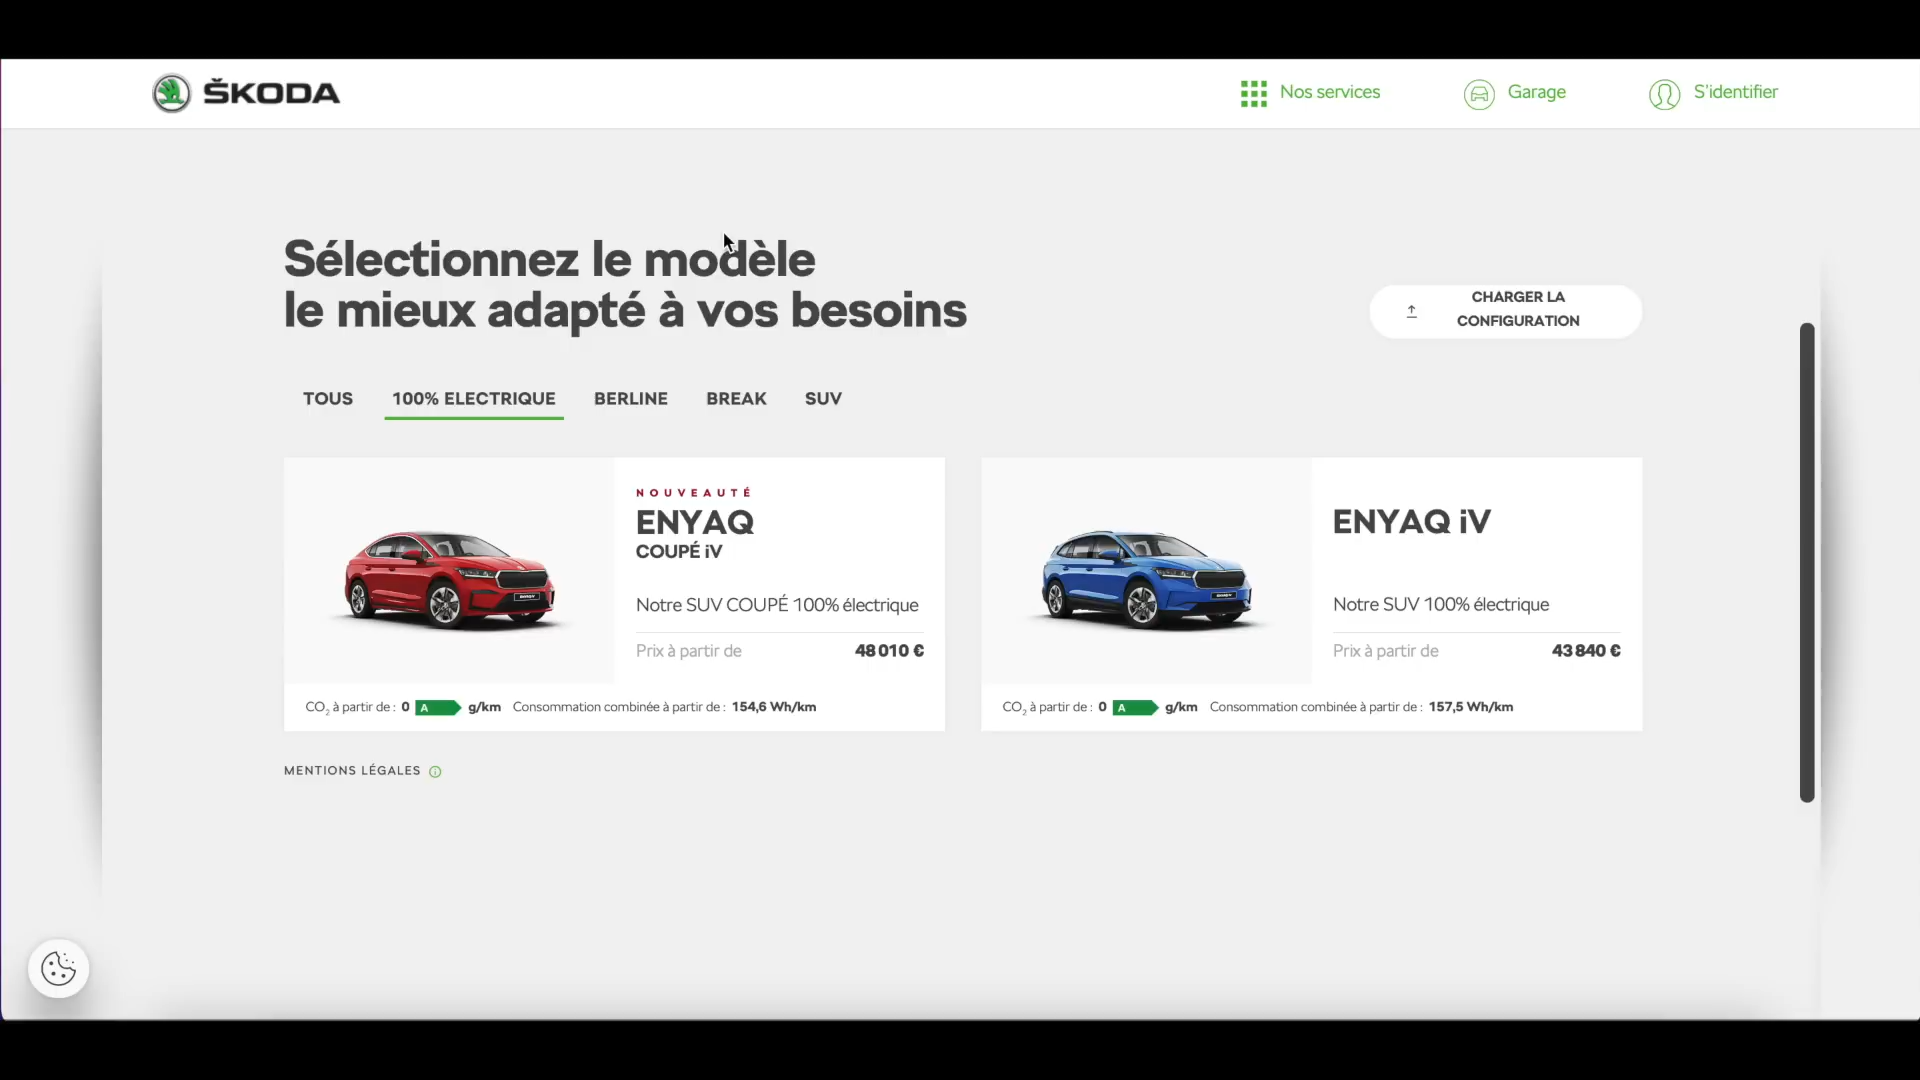 ŠKODA
Nos services
Garage
S'identifier
Sélectionnez le modèle
le mieux adapté à vos besoins
CHARGER LA
CONFIGURATION
TOUS
100% ELECTRIQUE
BERLINE
BREAK
SUV
NOUVEAUTÉ
ENYAQ
COUPÉ iV
Notre SUV COUPÉ 100% électrique
Prix à partir de 48 010 €
CO2 à partir de : 0 A g/km Consommation combinée à partir de : 154,6 Wh/km
ENYAQ iV
Notre SUV 100% électrique
Prix à partir de 43 840 €
CO2 à partir de : 0 A g/km Consommation combinée à partir de : 157,5 Wh/km
MENTIONS LÉGALES